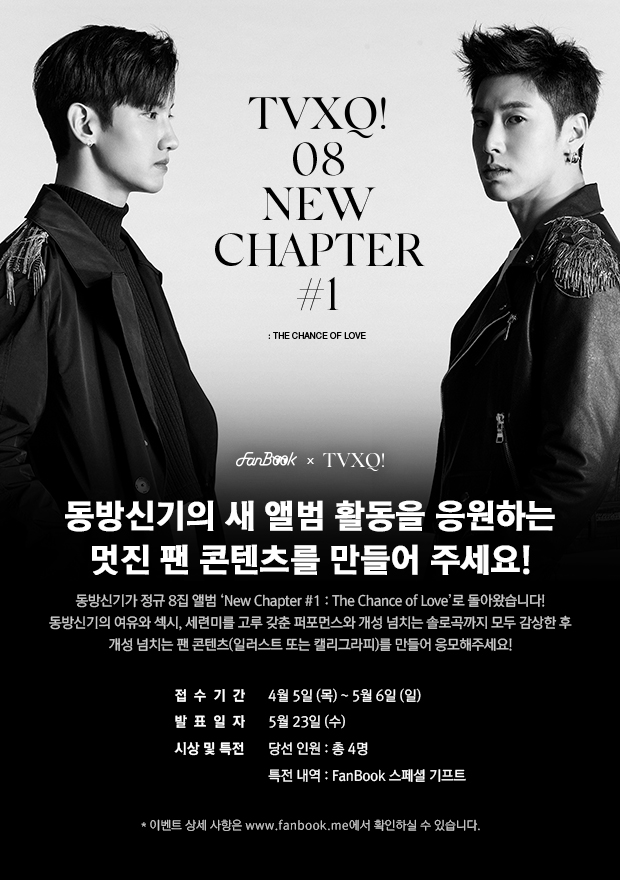 TVXQ!
08
NEW
CHAPTER
#1
: THE CHANCE OF LOVE
FanBook × TVXQ!
동방신기의 새 앨범 활동을 응원하는
멋진 팬 콘텐츠를 만들어 주세요!
동방신기가 정규 8집 앨범 ‘New Chapter #1 : The Chance of Love’로 돌아왔습니다!
동방신기의 여유와 섹시, 세련미를 고루 갖춘 퍼포먼스와 개성 넘치는 솔로곡까지 모두 감상한 후
개성 넘치는 팬 콘텐츠(일러스트 또는 캘리그라피)를 만들어 응모해주세요!
접 수 기 간 4월 5일 (목) ~ 5월 6일 (일)
발 표 일 자 5월 23일 (수)
시상 및 특전 당선 인원 : 총 4명
특전 내역 : FanBook 스페셜 기프트
* 이벤트 상세 사항은 www.fanbook.me에서 확인하실 수 있습니다.